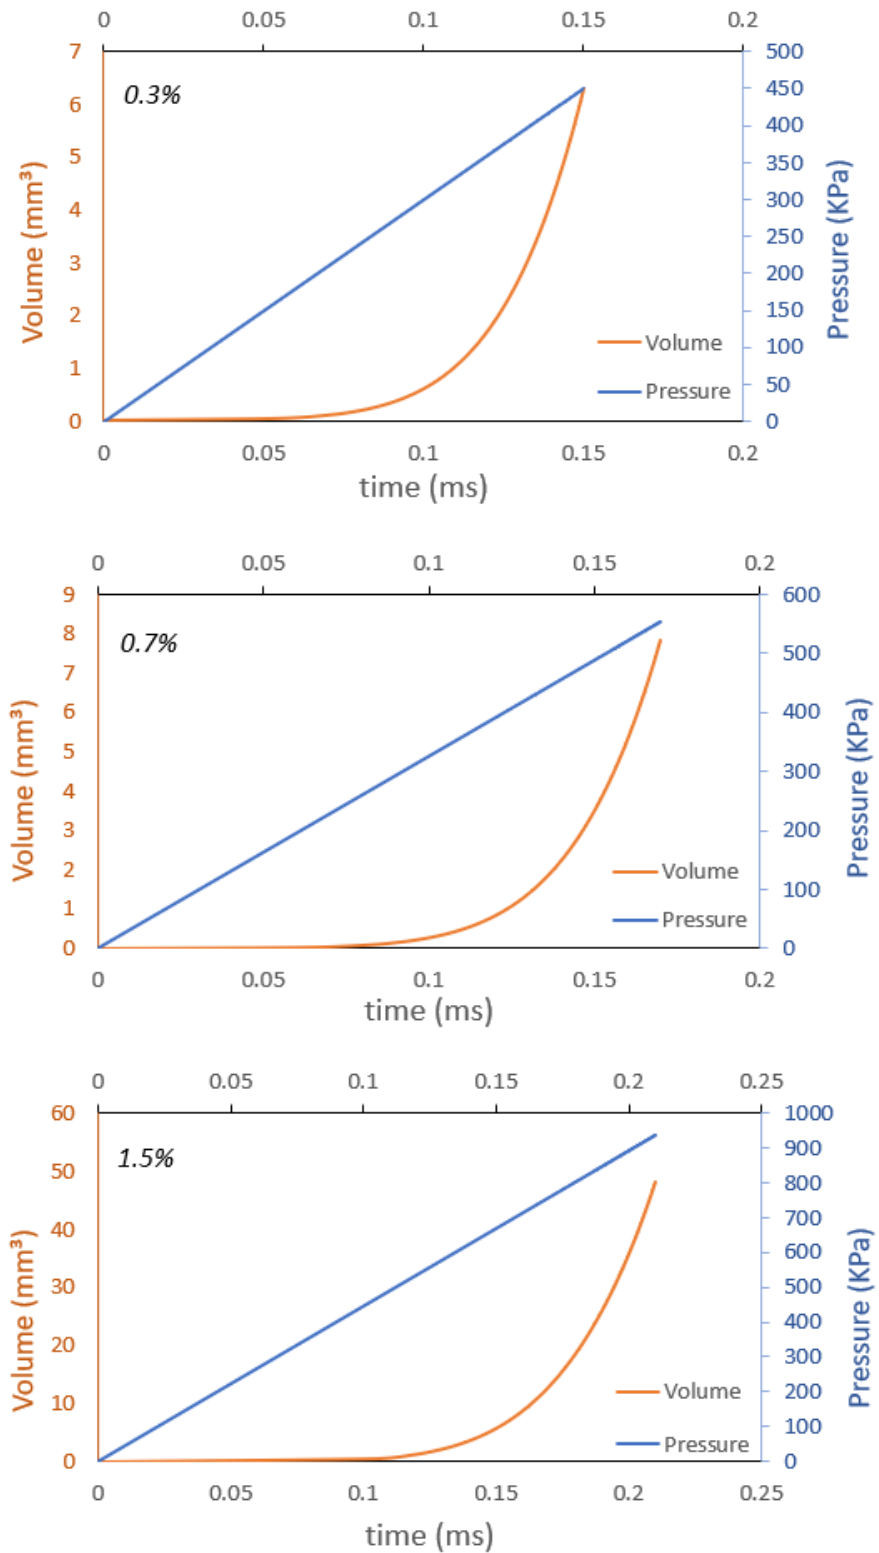 0 0.05 0.1 0.15 0.2
7 500
0.3%
450
6
400
5 350
4 300
250
3
200
2 150
Volume
1 100
Pressure
50
0 0
Volume (mm³)
Pressure (KPa)
0 0.05 0.1 0.15 0.2
time (ms)
0 0.05 0.1 0.15 0.2
9 600
8
0.7%
7 500
6 400
5
4 300
3 200
2
Volume
1 100
Pressure
0 0
Volume (mm³)
Pressure (KPa)
0 0.05 0.1 0.15 0.2
time (ms)
0 0.05 0.1 0.15 0.2 0.25
60 1000
1.5%
900
50 800
700
40
600
30 500
400
20 300
Volume
10 200
100
Pressure
0 0
Volume (mm³)
Pressure (KPa)
0 0.05 0.1 0.15 0.2 0.25
time (ms)